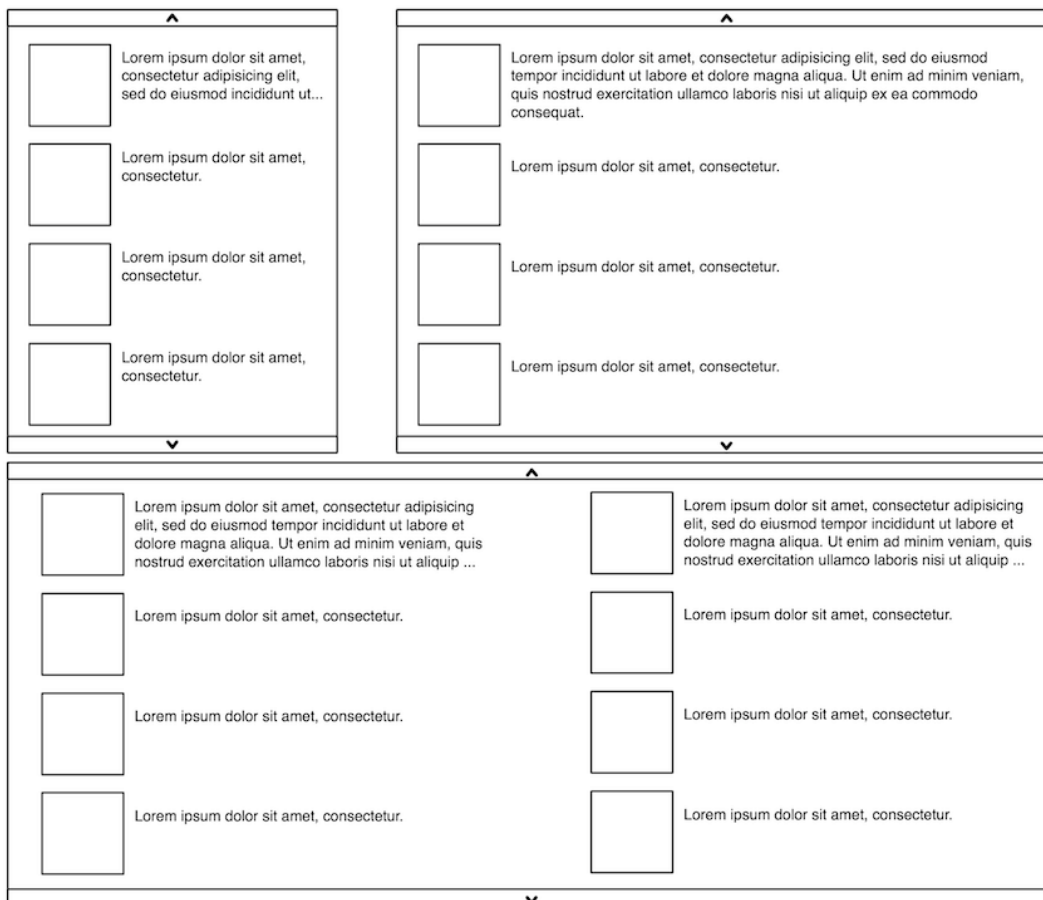 Lorem ipsum dolor sit amet,
consectetur adipisicing elit,
sed do eiusmod incididunt ut...
Lorem ipsum dolor sit amet,
consectetur.
Lorem ipsum dolor sit amet,
consectetur.
Lorem ipsum dolor sit amet,
consectetur.
Lorem ipsum dolor sit amet, consectetur adipisicing elit, sed do eiusmod
tempor incididunt ut labore et dolore magna aliqua. Ut enim ad minim veniam,
quis nostrud exercitation ullamco laboris nisi ut aliquip ex ea commodo
consequat.
Lorem ipsum dolor sit amet, consectetur.
Lorem ipsum dolor sit amet, consectetur.
Lorem ipsum dolor sit amet, consectetur.
Lorem ipsum dolor sit amet, consectetur adipisicing
elit, sed do eiusmod tempor incididunt ut labore et
dolore magna aliqua. Ut enim ad minim veniam, quis
nostrud exercitation ullamco laboris nisi ut aliquip ...
Lorem ipsum dolor sit amet, consectetur.
Lorem ipsum dolor sit amet, consectetur.
Lorem ipsum dolor sit amet, consectetur.
Lorem ipsum dolor sit amet, consectetur adipisicing
elit, sed do eiusmod tempor incididunt ut labore et
dolore magna aliqua. Ut enim ad minim veniam, quis
nostrud exercitation ullamco laboris nisi ut aliquip ...
Lorem ipsum dolor sit amet, consectetur.
Lorem ipsum dolor sit amet, consectetur.
Lorem ipsum dolor sit amet, consectetur.